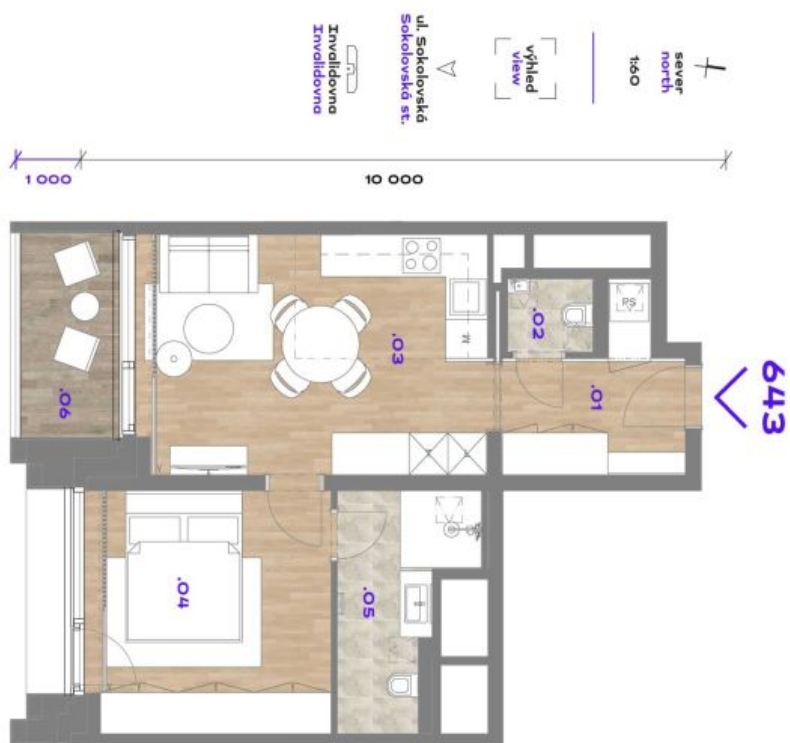 sever
north
1:60
výhled
view
ul. Sokolovská
Sokolovská st.
Invalidovna
Invalidovna
1 000
10 000
643
.01
.02
.03
.04
.05
.06
PS